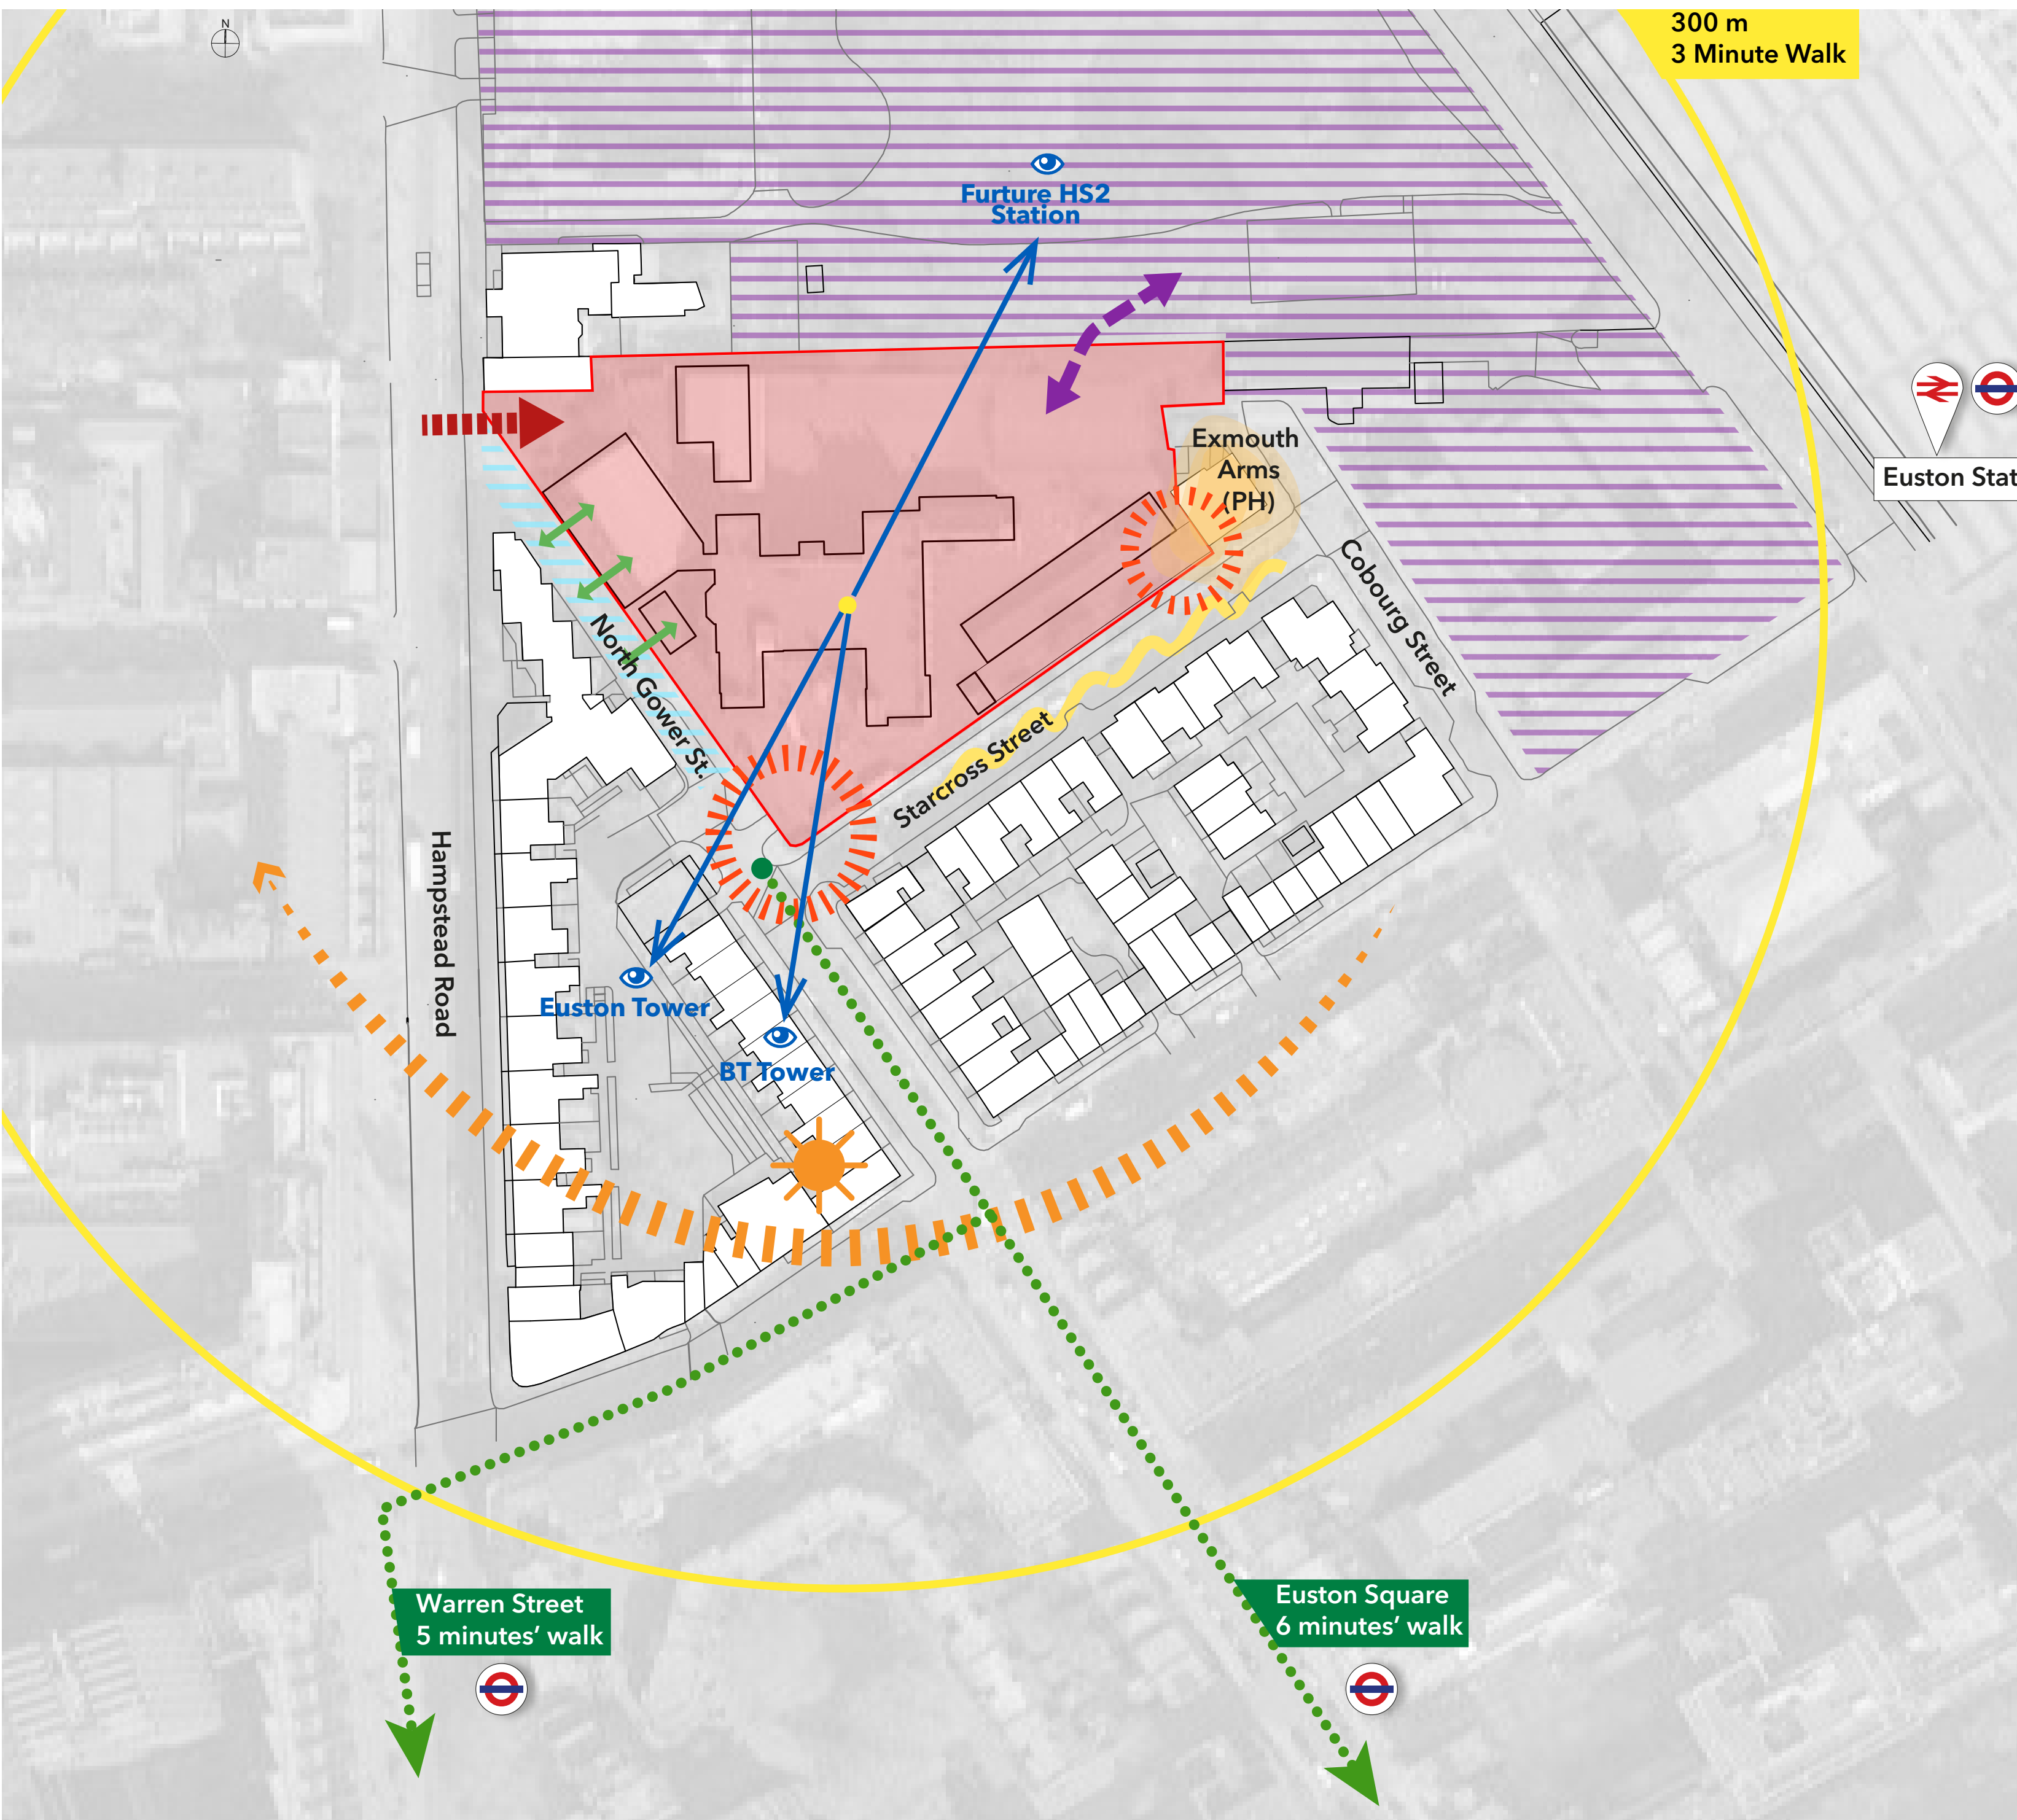 N
300 m
3 Minute Walk
Furture HS2
Station
Exmouth
Arms
(PH)
Euston Stat
Cobourg Street
North Gower St.
Starcross Street
Hampstead Road
Euston Tower
BT Tower
Warren Street
5 minutes’ walk
Euston Square
6 minutes’ walk